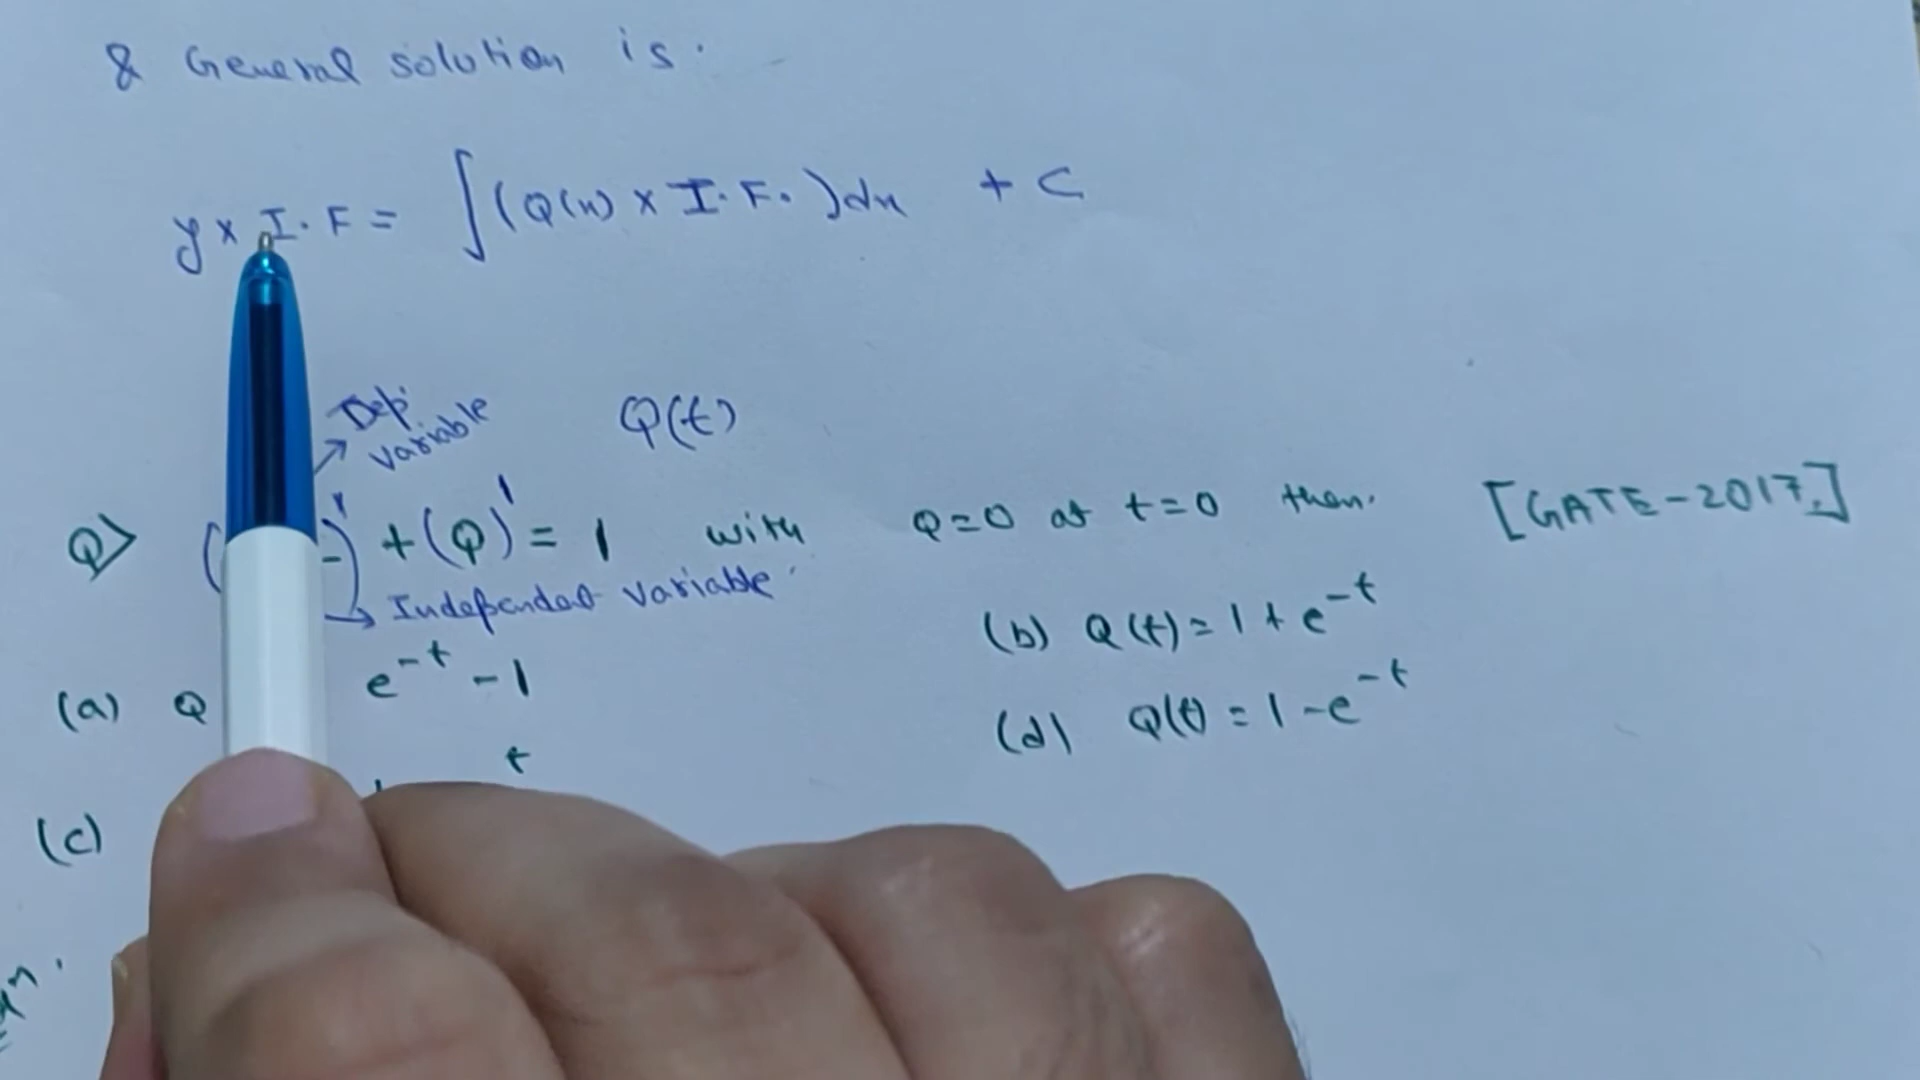 & General solution is.
y x I.F = ∫(Q(x) x I.F.)dx + C
Dep. variable
Q(t)
Q> ( )' + (Q)' = 1 with Q=0 at t=0 then. [GATE-2017]
→ Independent variable
(a) Q e^-t - 1
(b) Q(t) = 1 + e^-t
(c) t
(d) Q(t) = 1 - e^-t